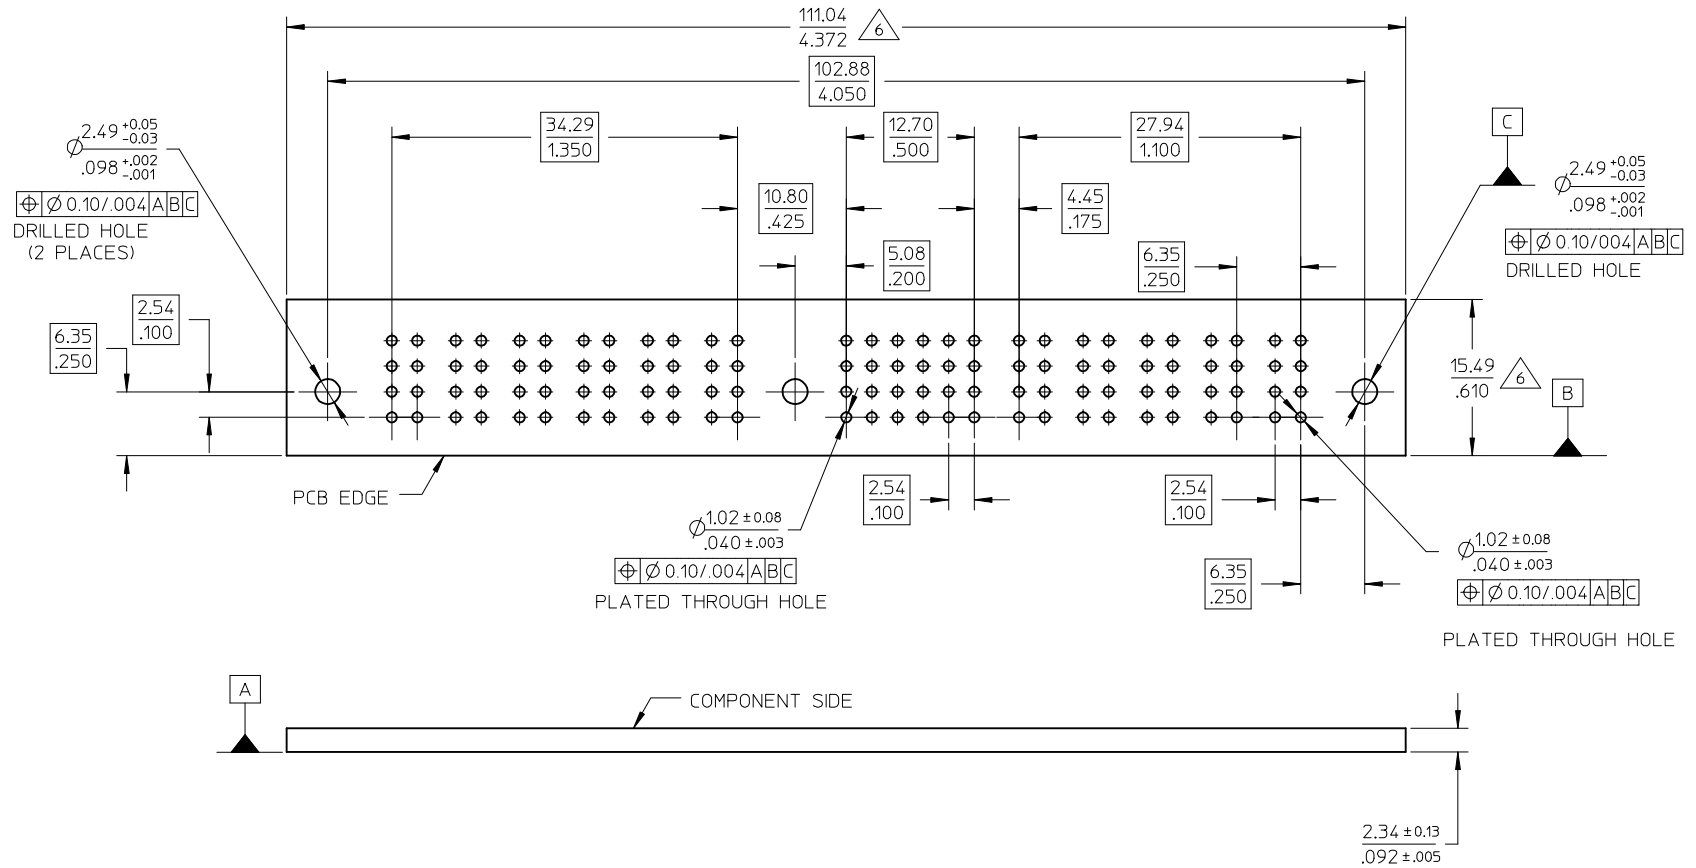 111.04
4.372
6
102.88
4.050
34.29
1.350
12.70
.500
27.94
1.100
C
⌀2.49 +0.05 -0.03
.098 +.002 -.001
⌖ ⌀ 0.10/.004 A B C
DRILLED HOLE
(2 PLACES)
⌀2.49 +0.05 -0.03
.098 +.002 -.001
⌖ ⌀ 0.10/004 A B C
DRILLED HOLE
10.80
.425
4.45
.175
5.08
.200
6.35
.250
2.54
.100
6.35
.250
15.49
.610
6
B
PCB EDGE
2.54
.100
2.54
.100
⌀1.02 ±0.08
.040 ±.003
⌖ ⌀ 0.10/.004 A B C
PLATED THROUGH HOLE
6.35
.250
⌀1.02 ±0.08
.040 ±.003
⌖ ⌀ 0.10/.004 A B C
PLATED THROUGH HOLE
A
COMPONENT SIDE
2.34 ±0.13
.092 ±.005